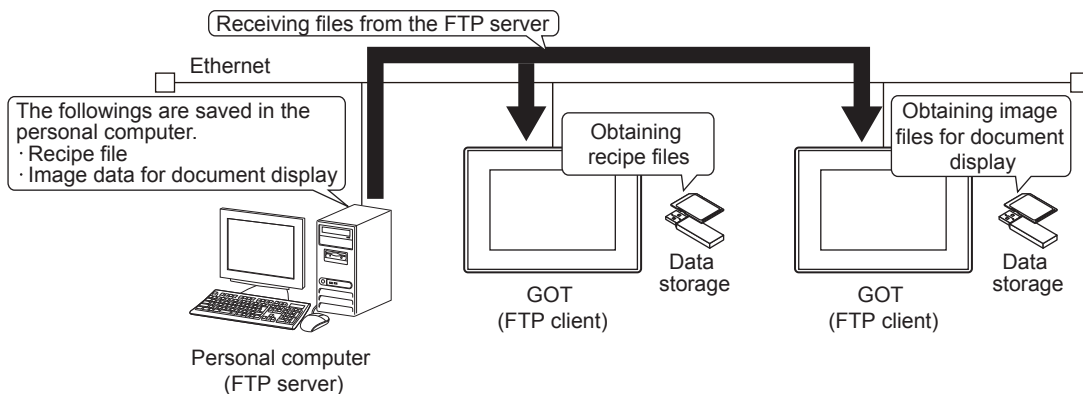 Receiving files from the FTP server
Ethernet
The followings are saved in the
personal computer.
· Recipe file
· Image data for document display
Obtaining
recipe files
Obtaining image
files for document
display
Data
storage
Data
storage
GOT
(FTP client)
GOT
(FTP client)
Personal computer
(FTP server)